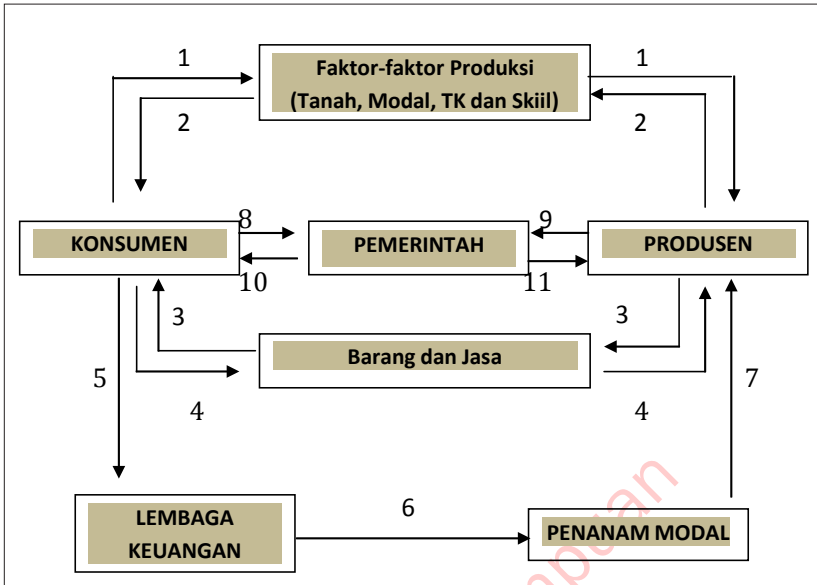 1
1
Faktor-faktor Produksi
(Tanah, Modal, TK dan Skiil)
2
2
8
9
KONSUMEN
PEMERINTAH
PRODUSEN
10
11
3
3
Barang dan Jasa
5
7
4
4
6
LEMBAGA
KEUANGAN
PENANAM MODAL